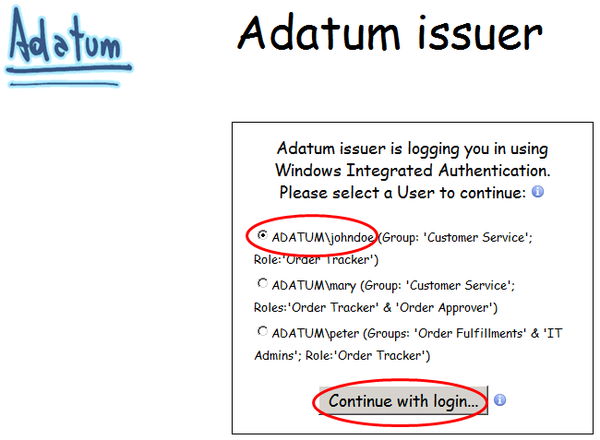 Adatum
Adatum issuer
Adatum issuer is logging you in using
Windows Integrated Authentication.
Please select a User to continue:
ADATUM\johndoe (Group: 'Customer Service';
Role:'Order Tracker')
ADATUM\mary (Group: 'Customer Service';
Roles:'Order Tracker' & 'Order Approver')
ADATUM\peter (Groups: 'Order Fulfillments' & 'IT
Admins'; Role:'Order Tracker')
Continue with login...